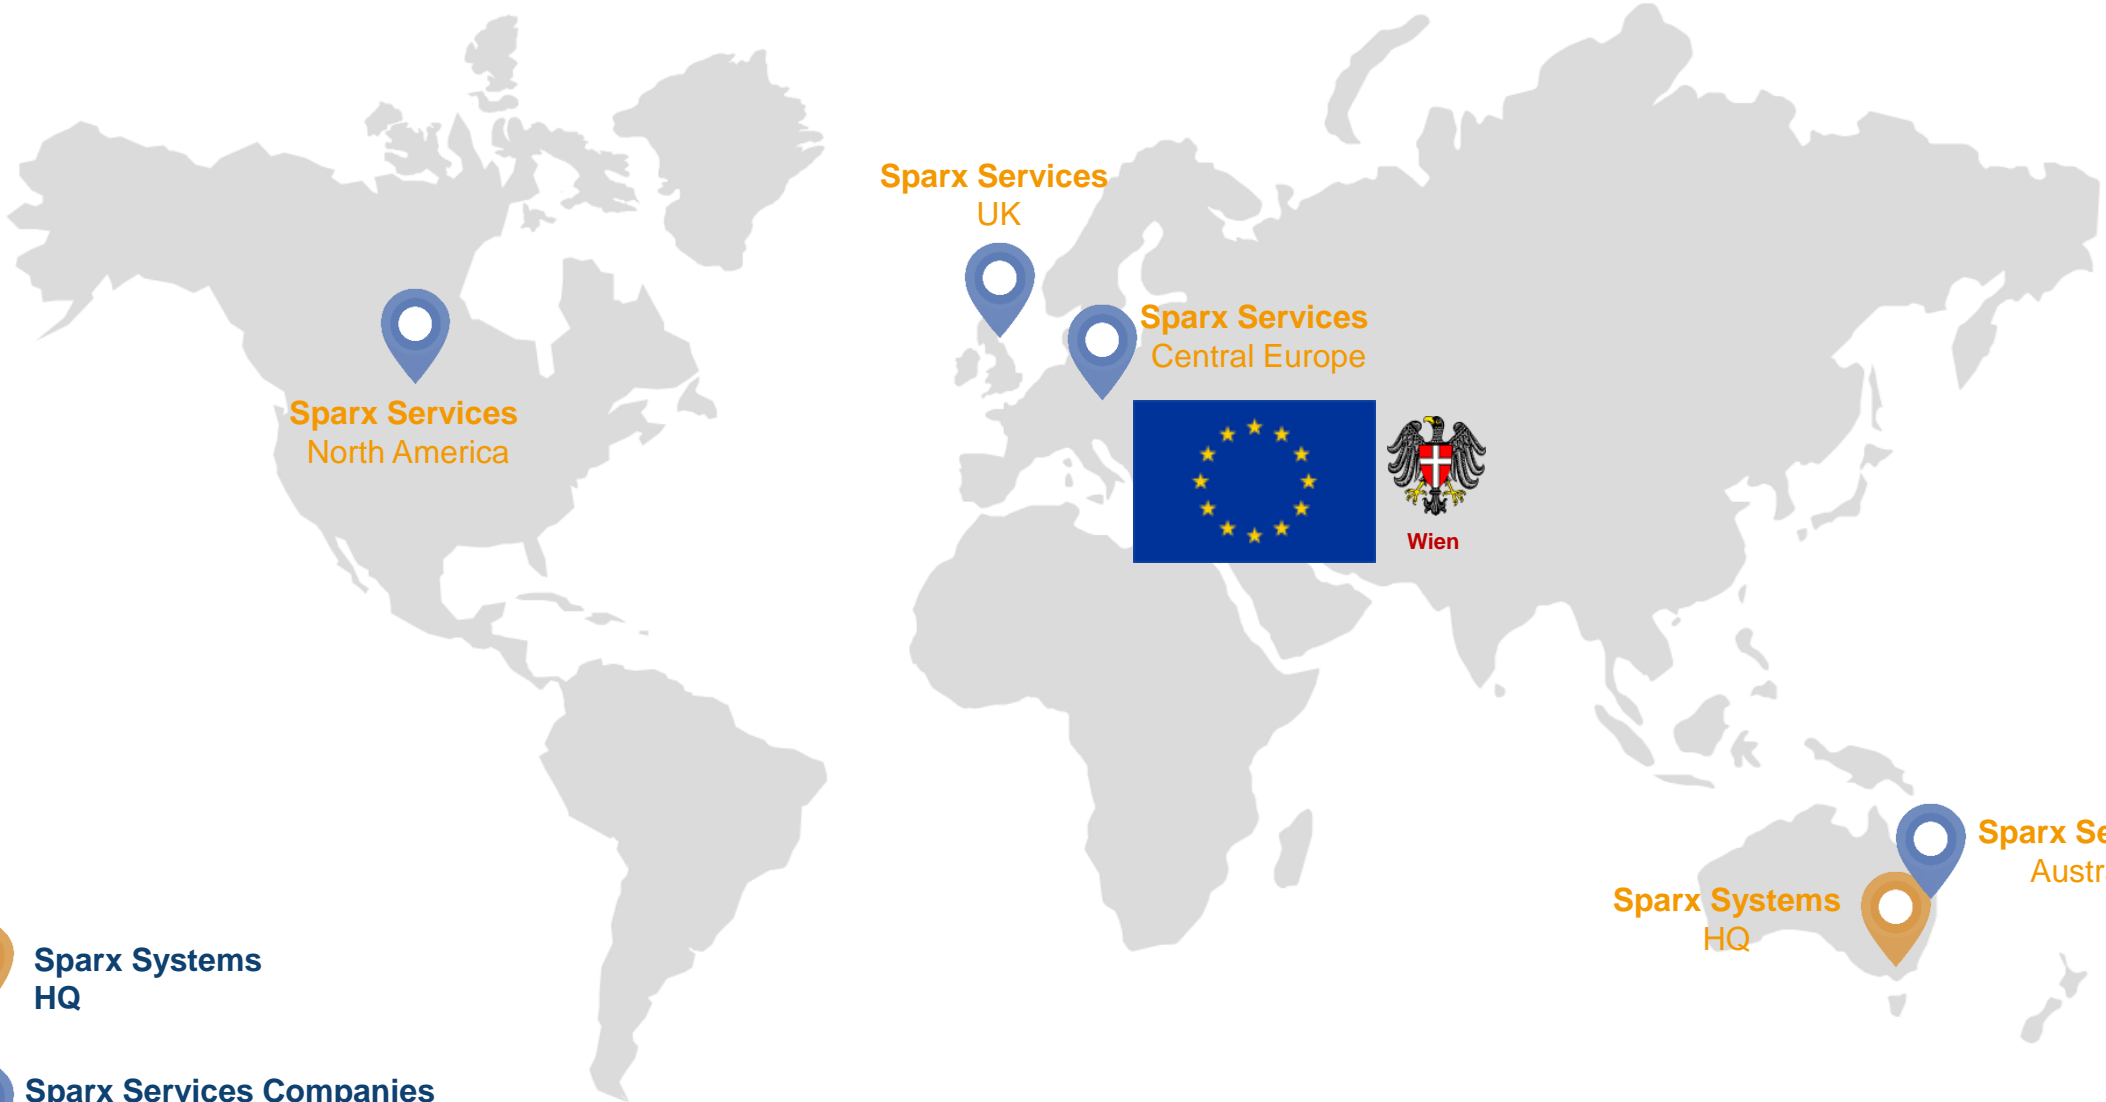 Sparx Services
UK
Sparx Services
Central Europe
Sparx Services
North America
Wien
Sparx
Sparx Systems
HQ
Sparx Systems
HQ
Sparx Services Companies